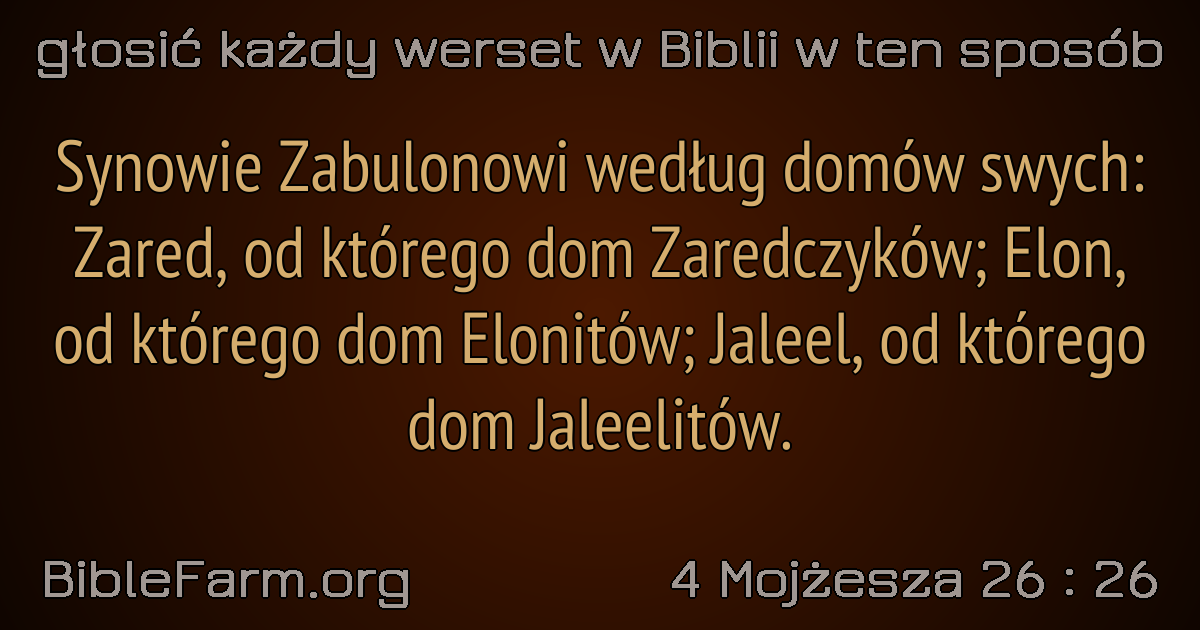 głosić każdy werset w Biblii w ten sposób
Synowie Zabulonowi według domów swych:
Zared, od którego dom Zaredczyków; Elon,
od którego dom Elonitów; Jaleel, od którego
dom Jaleelitów.
BibleFarm.org
4 Mojżesza 26 : 26